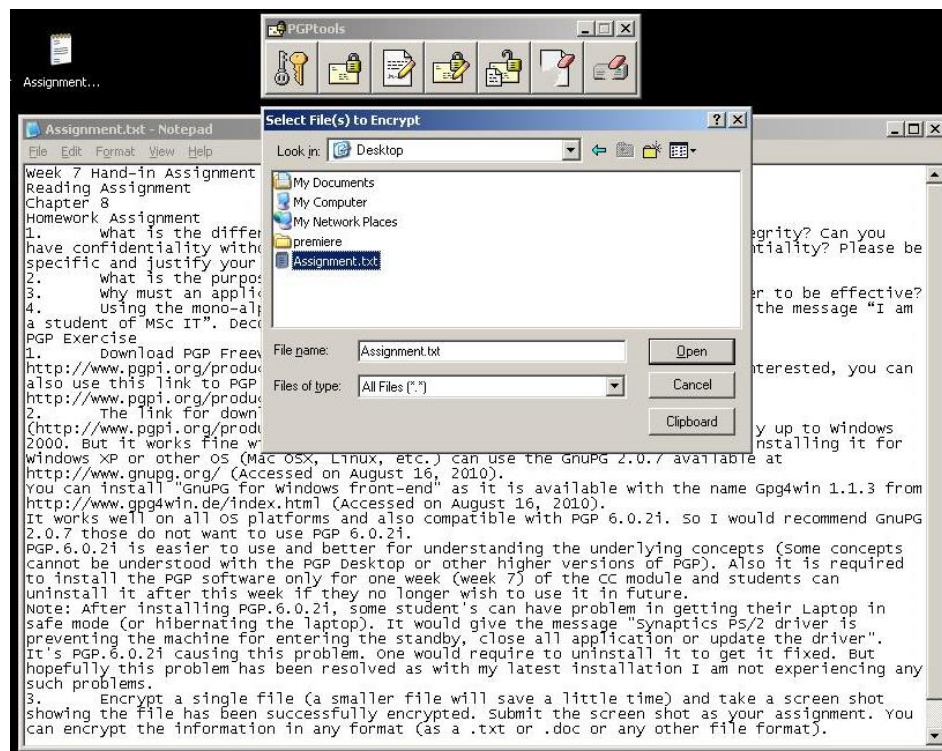 PGPtools
Assignment...
Select File(s) to Encrypt
Look in: Desktop
My Documents
My Computer
My Network Places
premiere
Assignment.txt
File name: Assignment.txt
Open
Files of type: All Files (*.*)
Cancel
Clipboard
Assignment.txt - Notepad
File Edit Format View Help
Week 7 Hand-in Assignment
Reading Assignment
Chapter 8
Homework Assignment
1. What is the differ egrity? Can you
have confidentiality witho tiality? Please be
specific and justify your
2. What is the purpos
3. Why must an applic er to be effective?
4. Using the mono-alp the message “I am
a student of MSc IT”. Deco
PGP Exercise
1. Download PGP Freew
http://www.pgpi.org/produc nterested, you can
also use this link to PGP
http://www.pgpi.org/produc
2. The link for down
(http://www.pgpi.org/produ y up to Windows
2000. But it works fine w nstalling it for
Windows XP or other OS (Mac OSX, Linux, etc.) can use the GnuPG 2.0.7 available at
http://www.gnupg.org/ (Accessed on August 16, 2010).
You can install "GnuPG for Windows front-end" as it is available with the name Gpg4win 1.1.3 from
http://www.gpg4win.de/index.html (Accessed on August 16, 2010).
It works well on all OS platforms and also compatible with PGP 6.0.2i. So I would recommend GnuPG
2.0.7 those do not want to use PGP 6.0.2i.
PGP.6.0.2i is easier to use and better for understanding the underlying concepts (Some concepts
cannot be understood with the PGP Desktop or other higher versions of PGP). Also it is required
to install the PGP software only for one week (week 7) of the CC module and students can
uninstall it after this week if they no longer wish to use it in future.
Note: After installing PGP.6.0.2i, some student's can have problem in getting their Laptop in
safe mode (or hibernating the laptop). It would give the message "Synaptics PS/2 driver is
preventing the machine for entering the standby, close all application or update the driver".
It's PGP.6.0.2i causing this problem. One would require to uninstall it to get it fixed. But
hopefully this problem has been resolved as with my latest installation I am not experiencing any
such problems.
3. Encrypt a single file (a smaller file will save a little time) and take a screen shot
showing the file has been successfully encrypted. Submit the screen shot as your assignment. You
can encrypt the information in any format (as a .txt or .doc or any other file format).